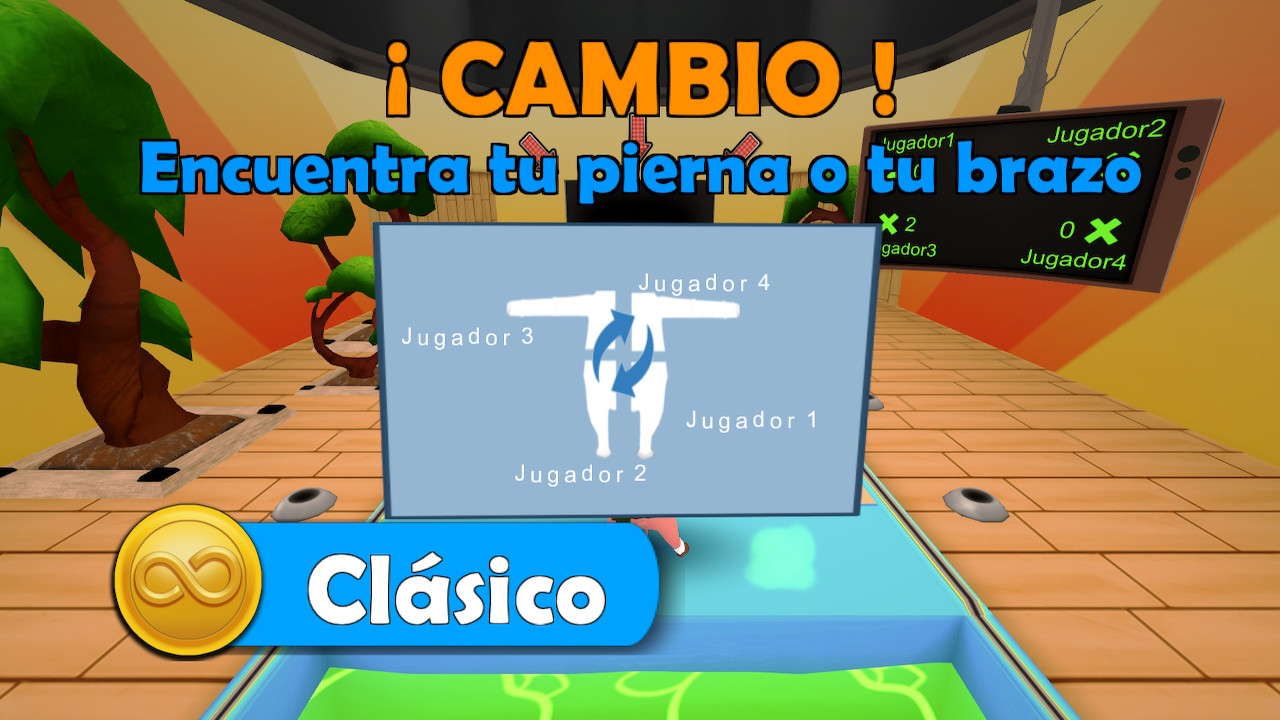 ¡ CAMBIO !
Encuentra tu pierna o tu brazo
Jugador2
2
0
Jugador4
Jugador 4
Jugador 3
Jugador 1
Jugador 2
Clásico